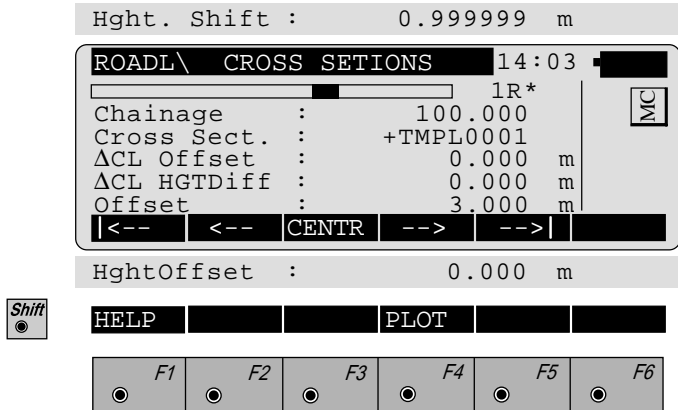 Hght. Shift : 0.999999 m
ROADL\ CROSS SETIONS 14:03
1R*
MC
Chainage : 100.000
Cross Sect. : +TMPL0001
ΔCL Offset : 0.000 m
ΔCL HGTDiff : 0.000 m
Offset : 3.000 m
|<-- <-- CENTR --> -->|
HghtOffset : 0.000 m
Shift
HELP PLOT
F1 F2 F3 F4 F5 F6